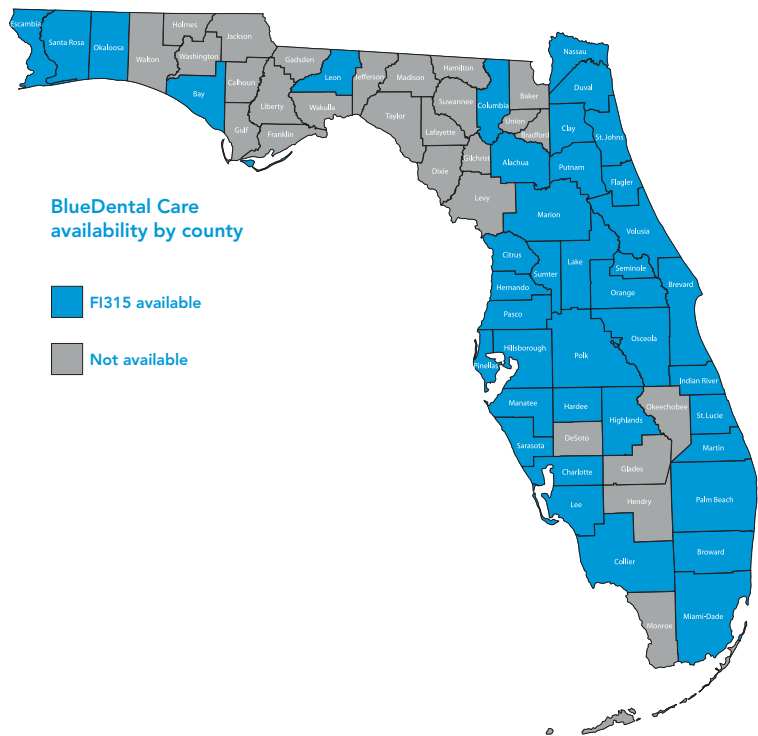 Escambia
Santa Rosa
Okaloosa
Walton
Holmes
Washington
Jackson
Bay
Calhoun
Gulf
Liberty
Franklin
Gadsden
Leon
Wakulla
Jefferson
Madison
Taylor
Hamilton
Suwannee
Lafayette
Dixie
Columbia
Gilchrist
Levy
Baker
Union
Bradford
Alachua
Nassau
Duval
Clay
St. Johns
Putnam
Flagler
Marion
Volusia
BlueDental Care
availability by county
FI315 available
Not available
Citrus
Sumter
Lake
Seminole
Orange
Brevard
Hernando
Pasco
Pinellas
Hillsborough
Polk
Osceola
Indian River
Manatee
Hardee
Highlands
Okeechobee
St. Lucie
Sarasota
DeSoto
Martin
Charlotte
Glades
Lee
Hendry
Palm Beach
Collier
Broward
Monroe
Miami-Dade